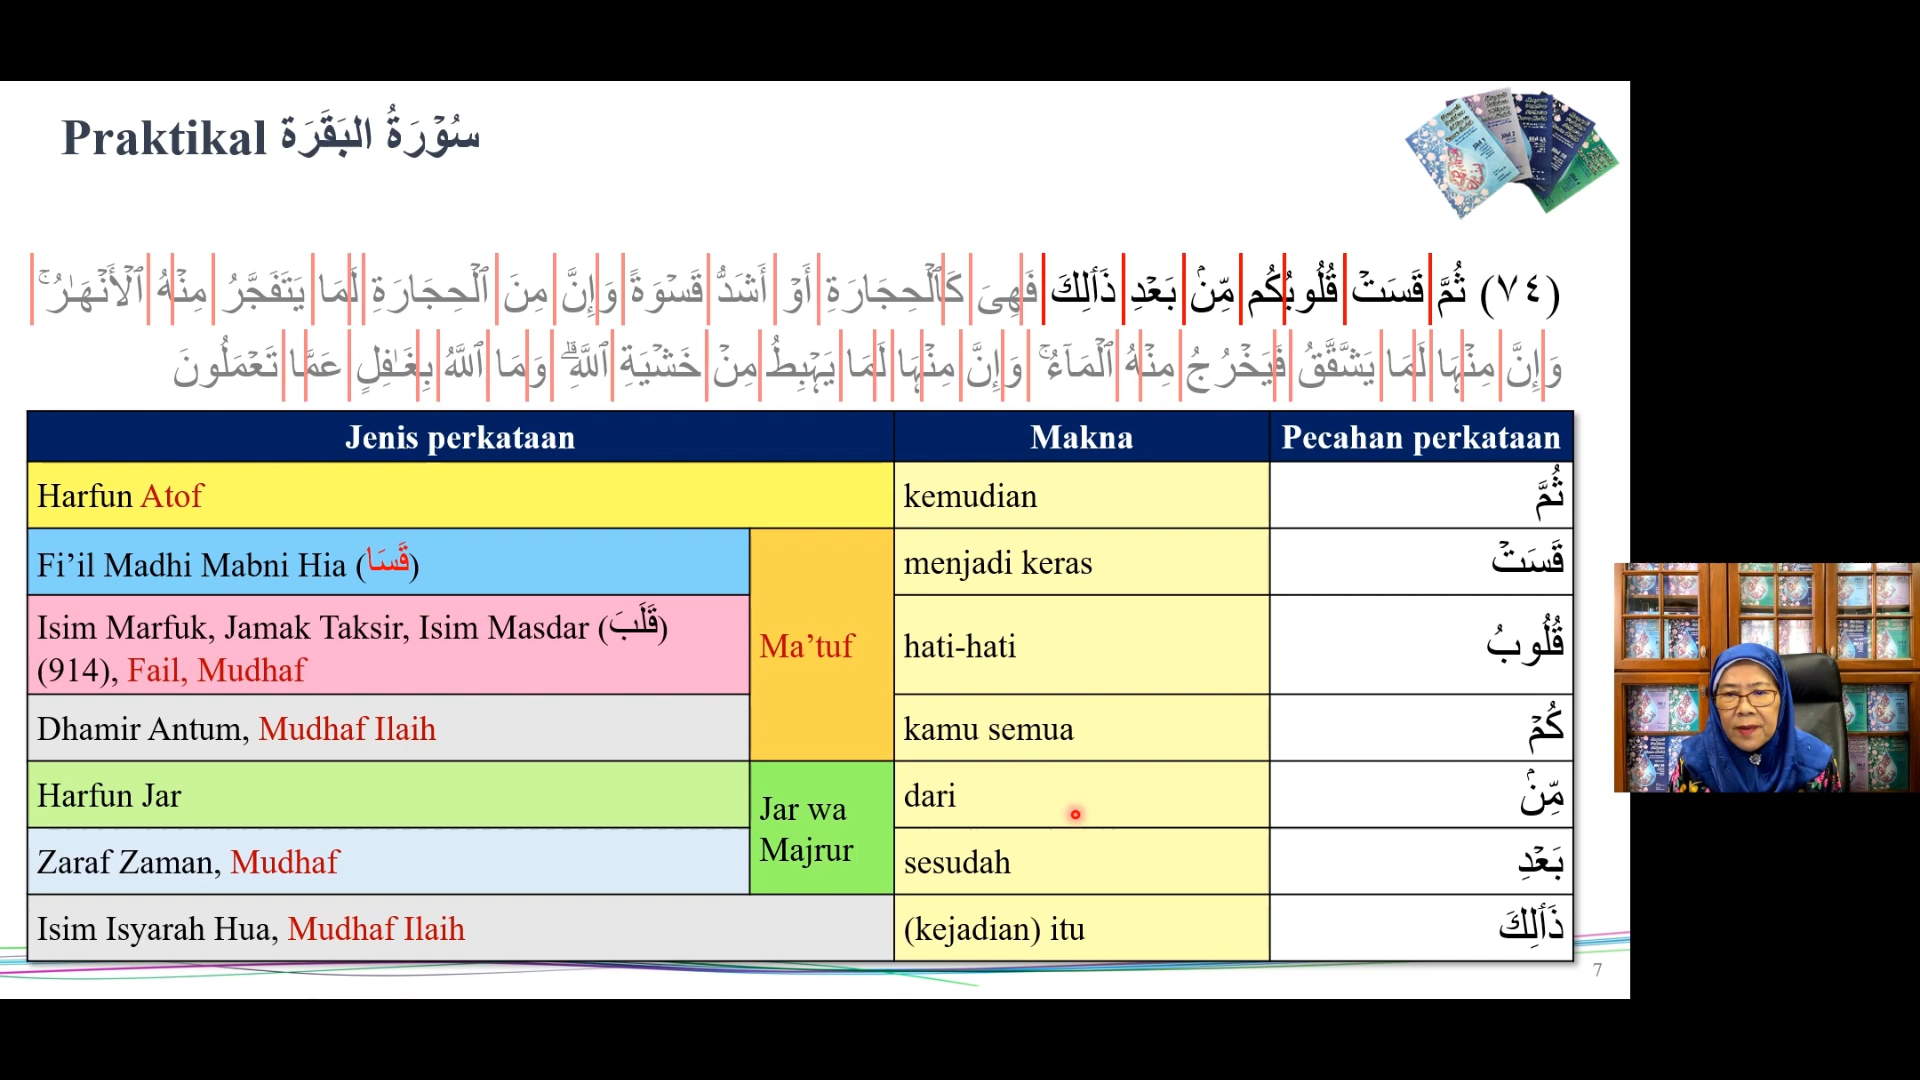 Praktikal سُوْرَةُ البَقَرَة
(٧٤) ثُمَّ قَسَتْ قُلُوبُكُم مِّنۢ بَعْدِ ذَٰلِكَ فَهِىَ كَٱلْحِجَارَةِ أَوْ أَشَدُّ قَسْوَةً وَإِنَّ مِنَ ٱلْحِجَارَةِ لَمَا يَتَفَجَّرُ مِنْهُ ٱلْأَنْهَـٰرُ ۚ
وَإِنَّ مِنْهَا لَمَا يَشَّقَّقُ فَيَخْرُجُ مِنْهُ ٱلْمَآءُ ۚ وَإِنَّ مِنْهَا لَمَا يَهْبِطُ مِنْ خَشْيَةِ ٱللَّهِ ۗ وَمَا ٱللَّهُ بِغَـٰفِلٍ عَمَّا تَعْمَلُونَ
Jenis perkataan Makna Pecahan perkataan
Harfun Atof kemudian ثُمَّ
Fi’il Madhi Mabni Hia (قَسَا) menjadi keras قَسَتْ
Isim Marfuk, Jamak Taksir, Isim Masdar (قَلَبَ)
(914), Fail, Mudhaf
Ma’tuf
hati-hati قُلُوبُ
Dhamir Antum, Mudhaf Ilaih kamu semua كُمْ
Harfun Jar dari مِّنۢ
Jar wa
Majrur
Zaraf Zaman, Mudhaf sesudah بَعْدِ
Isim Isyarah Hua, Mudhaf Ilaih (kejadian) itu ذَٰلِكَ
7